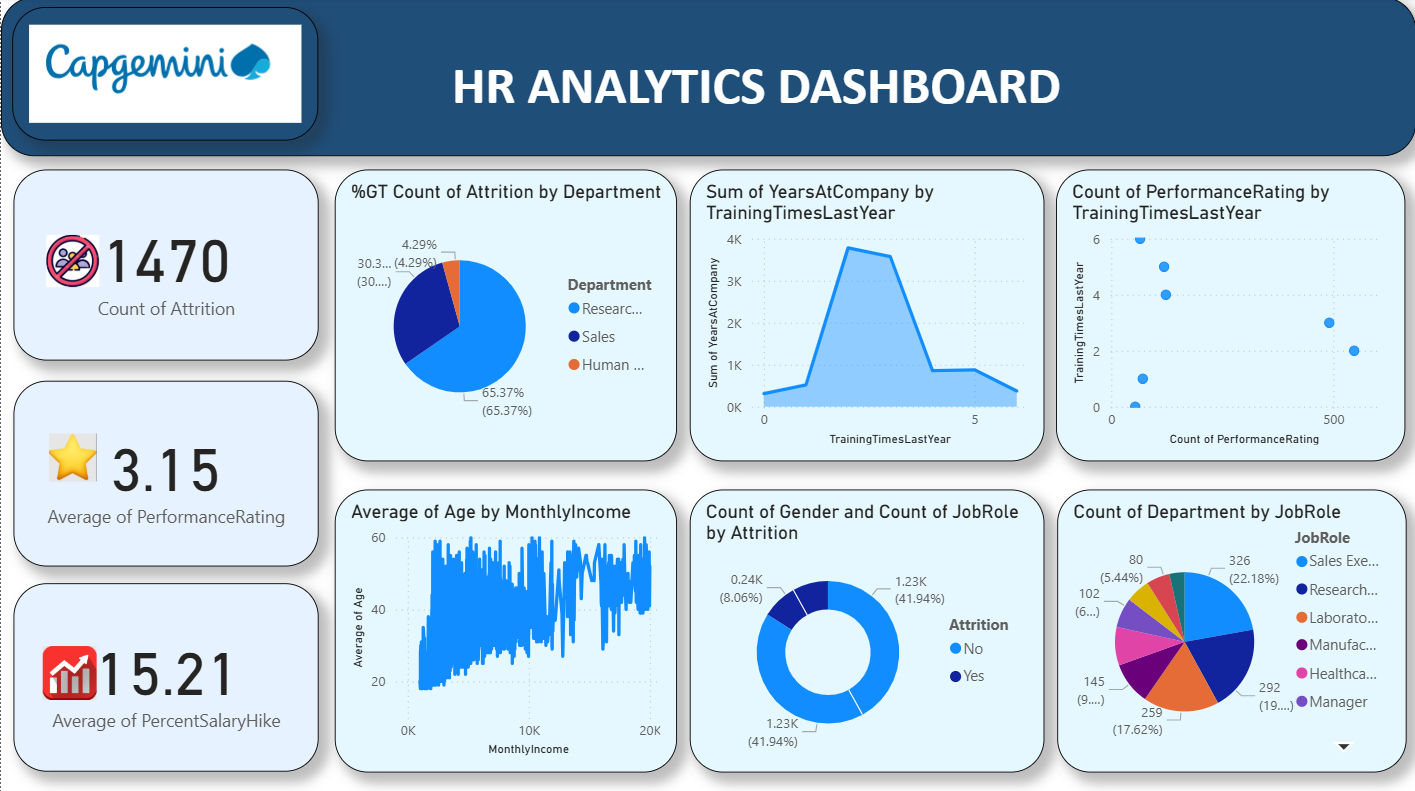 Capgemini
HR ANALYTICS DASHBOARD
1470
Count of Attrition
3.15
Average of PerformanceRating
15.21
Average of PercentSalaryHike
%GT Count of Attrition by Department
4.29%
(4.29%)
30.3...
(30....)
65.37%
(65.37%)
Department
Researc...
Sales
Human ...
Sum of YearsAtCompany by
TrainingTimesLastYear
Sum of YearsAtCompany
4K
3K
2K
1K
0K
0
5
TrainingTimesLastYear
Count of PerformanceRating by
TrainingTimesLastYear
TrainingTimesLastYear
6
4
2
0
0
500
Count of PerformanceRating
Average of Age by MonthlyIncome
Average of Age
60
40
20
0K
10K
20K
MonthlyIncome
Count of Gender and Count of JobRole
by Attrition
0.24K
(8.06%)
1.23K
(41.94%)
1.23K
(41.94%)
Attrition
No
Yes
Count of Department by JobRole
80
(5.44%)
102
(6...)
145
(9....)
259
(17.62%)
326
(22.18%)
292
(19....)
JobRole
Sales Exe...
Research...
Laborato...
Manufac...
Healthca...
Manager